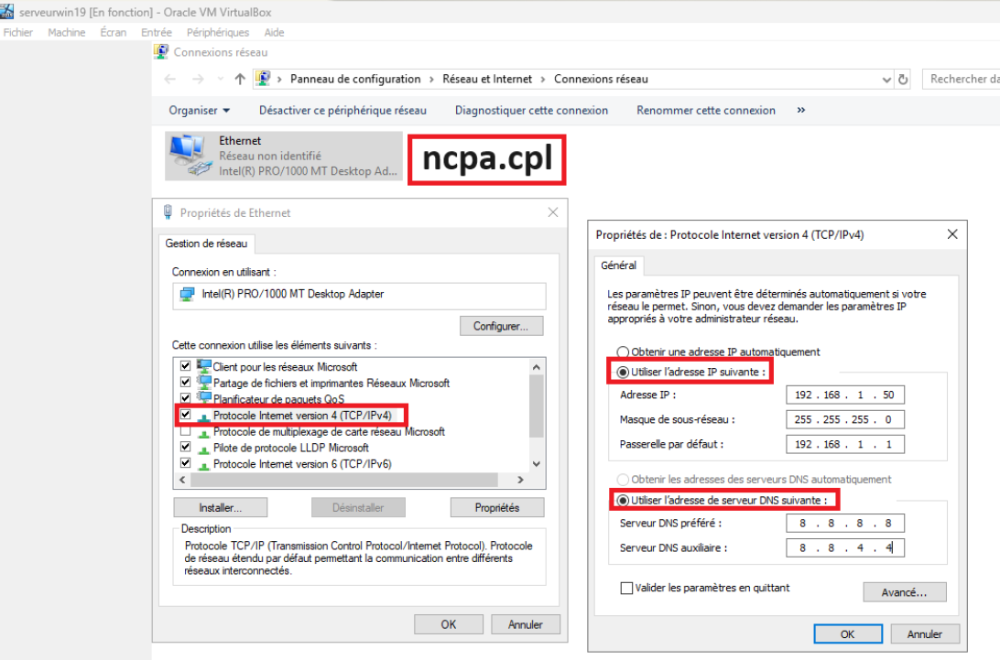 serveurwin19 [En fonction] - Oracle VM VirtualBox
Fichier Machine Écran Entrée Périphériques Aide
Connexions réseau
Panneau de configuration › Réseau et Internet › Connexions réseau
Rechercher da
Organiser Désactiver ce périphérique réseau Diagnostiquer cette connexion Renommer cette connexion »
Ethernet
Réseau non identifié
Intel(R) PRO/1000 MT Desktop Ad...
ncpa.cpl
Propriétés de Ethernet
Gestion de réseau
Connexion en utilisant :
Intel(R) PRO/1000 MT Desktop Adapter
Configurer...
Cette connexion utilise les éléments suivants :
Client pour les réseaux Microsoft
Partage de fichiers et imprimantes Réseaux Microsoft
Planificateur de paquets QoS
Protocole Internet version 4 (TCP/IPv4)
Protocole de multiplexage de carte réseau Microsoft
Pilote de protocole LLDP Microsoft
Protocole Internet version 6 (TCP/IPv6)
Installer... Désinstaller Propriétés
Description
Protocole TCP/IP (Transmission Control Protocol/Internet Protocol). Protocole
de réseau étendu par défaut permettant la communication entre différents
réseaux interconnectés.
OK Annuler
Propriétés de : Protocole Internet version 4 (TCP/IPv4)
Général
Les paramètres IP peuvent être déterminés automatiquement si votre
réseau le permet. Sinon, vous devez demander les paramètres IP
appropriés à votre administrateur réseau.
Obtenir une adresse IP automatiquement
Utiliser l'adresse IP suivante :
Adresse IP : 192 . 168 . 1 . 50
Masque de sous-réseau : 255 . 255 . 255 . 0
Passerelle par défaut : 192 . 168 . 1 . 1
Obtenir les adresses des serveurs DNS automatiquement
Utiliser l'adresse de serveur DNS suivante :
Serveur DNS préféré : 8 . 8 . 8 . 8
Serveur DNS auxiliaire : 8 . 8 . 4 . 4
Valider les paramètres en quittant
Avancé...
OK Annuler